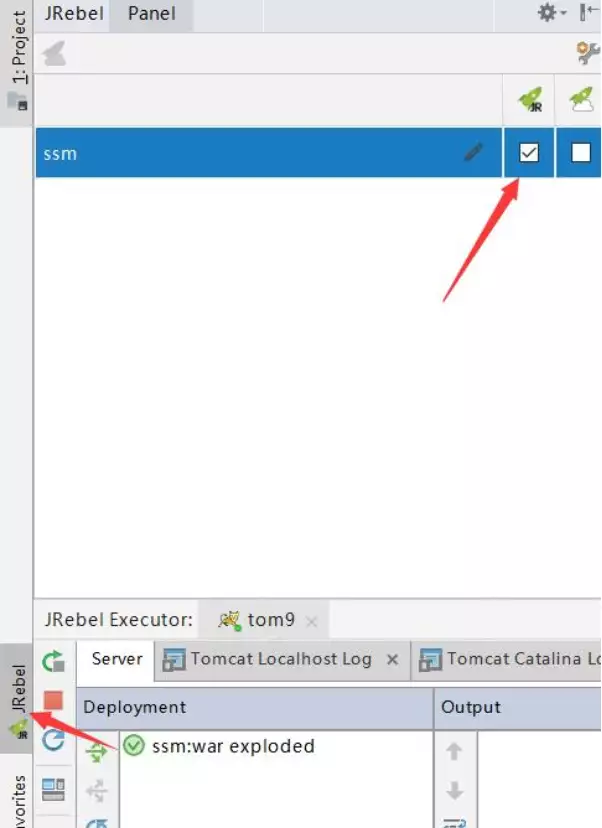 JRebel Panel
1: Project
JR
ssm
JRebel Executor: tom9
JRebel
JR
Server Tomcat Localhost Log Tomcat Catalina Lo
Deployment Output
ssm:war exploded
vorites